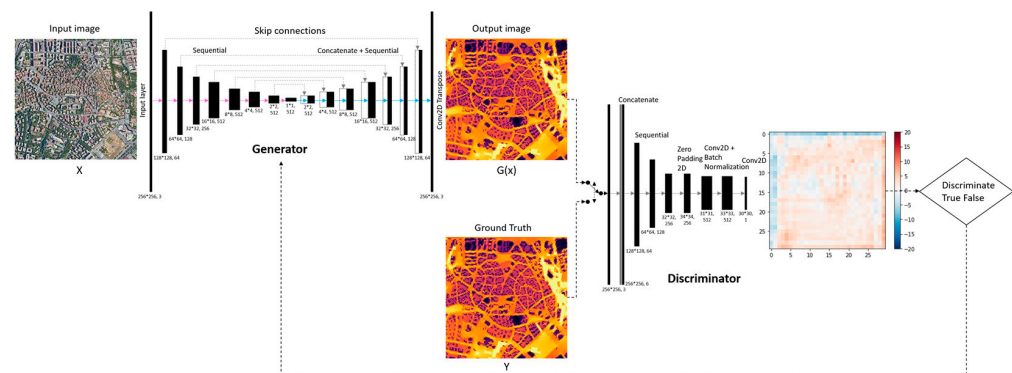 Input image
Skip connections
Output image
Sequential
Concatenate + Sequential
Input layer
Conv2D Transpose
128*128, 64
64*64, 128
32*32, 256
16*16, 512
8*8, 512
4*4, 512
2*2, 512
1*1, 512
2*2, 512
4*4, 512
8*8, 512
16*16, 512
32*32, 256
64*64, 128
128*128, 64
256*256, 3
256*256, 3
Generator
X
G(x)
Ground Truth
Y
Concatenate
Sequential
Zero
Padding
2D
Conv2D +
Batch
Normalization
Conv2D
256*256, 3
256*256, 6
128*128, 64
64*64, 128
32*32, 256
34*34, 256
31*31, 512
33*33, 512
30*30, 1
Discriminator
0
5
10
15
20
25
0 5 10 15 20 25
20
15
10
5
0
−5
−10
−15
−20
Discriminate
True False